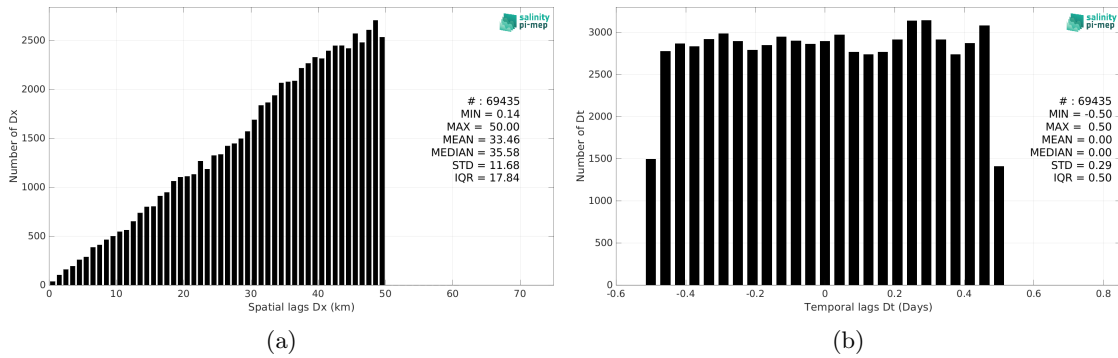 salinity
pi-mep
2500
2000
1500
1000
500
0
Number of Dx
# : 69435
MIN = 0.14
MAX = 50.00
MEAN = 33.46
MEDIAN = 35.58
STD = 11.68
IQR = 17.84
0 10 20 30 40 50 60 70
Spatial lags Dx (km)
(a)
salinity
pi-mep
3000
2500
2000
1500
1000
500
0
Number of Dt
# : 69435
MIN = -0.50
MAX = 0.50
MEAN = 0.00
MEDIAN = 0.00
STD = 0.29
IQR = 0.50
-0.6 -0.4 -0.2 0 0.2 0.4 0.6 0.8
Temporal lags Dt (Days)
(b)